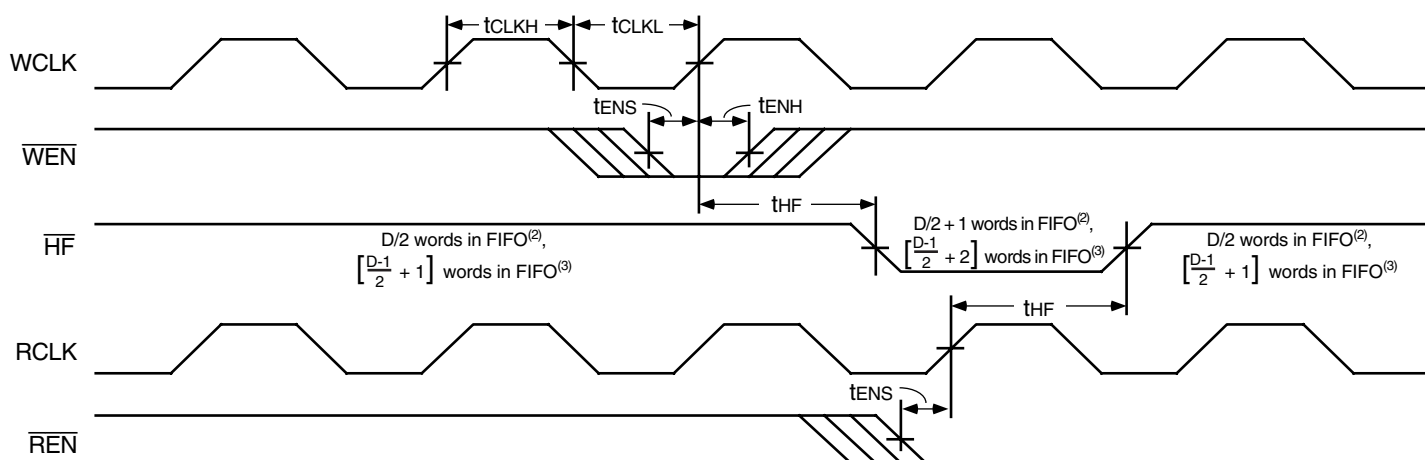 tCLKH
tCLKL
WCLK
tENS
tENH
WEN
tHF
HF
D/2 words in FIFO(2),
[D-1/2 + 1] words in FIFO(3)
D/2 + 1 words in FIFO(2),
[D-1/2 + 2] words in FIFO(3)
D/2 words in FIFO(2),
[D-1/2 + 1] words in FIFO(3)
tHF
RCLK
tENS
REN